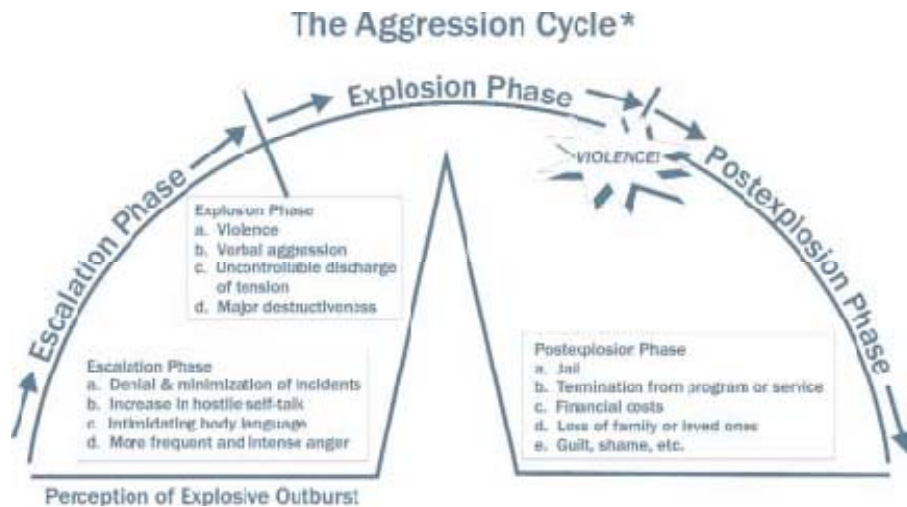 The Aggression Cycle*
Explosion Phase
Escalation Phase
Postexplosion Phase
VIOLENCE!
Explosion Phase
a. Violence
b. Verbal aggression
c. Uncontrollable discharge
of tension
d. Major destructiveness
Escalation Phase
a. Denial & minimization of incidents
b. Increase in hostile self-talk
c. Intimidating body language
d. More frequent and intense anger
Postexplosion Phase
a. Jail
b. Termination from program or service
c. Financial costs
d. Loss of family or loved ones
e. Guilt, shame, etc.
Perception of Explosive Outburst